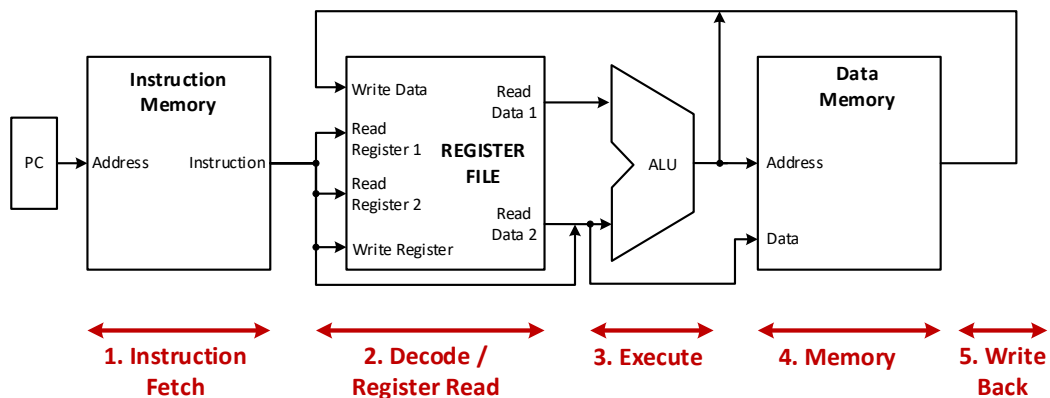 Instruction
Memory
PC
Address
Instruction
Write Data
Read
Register 1
Read
Register 2
Write Register
REGISTER
FILE
Read
Data 1
Read
Data 2
ALU
Data
Memory
Address
Data
1. Instruction
Fetch
2. Decode /
Register Read
3. Execute
4. Memory
5. Write
Back